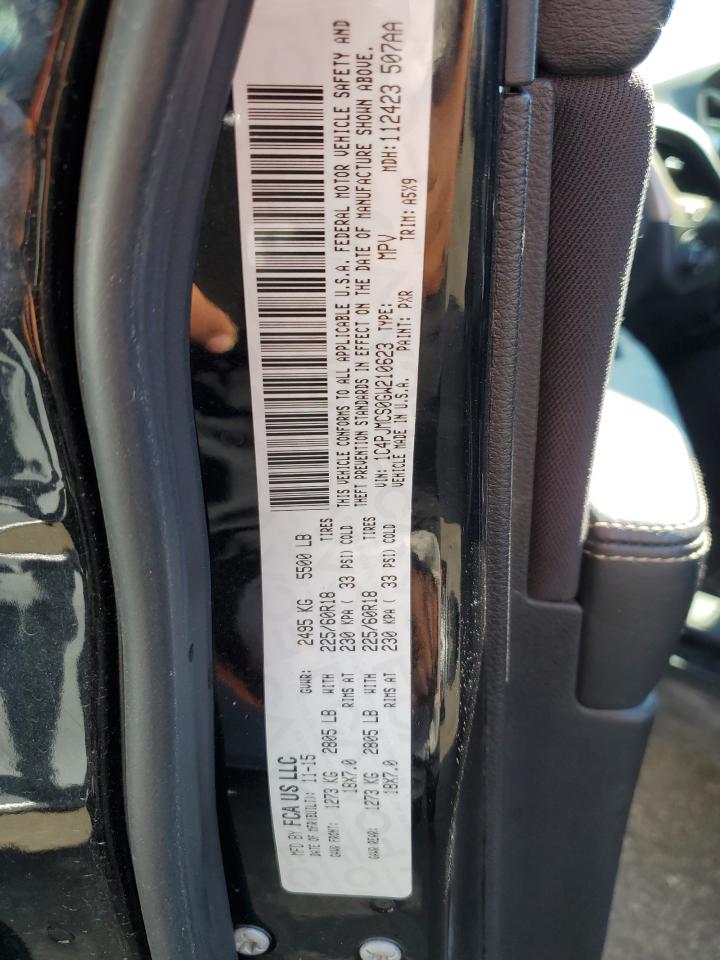 MFD BY FCA US LLC
DATE OF MFR(BUILT): 11-15 GVWR: 2495 KG 5500 LB
GAWR FRONT: 1273 KG 2805 LB WITH 225/60R18 TIRES
18X7.0 RIMS AT 230 KPA ( 33 PSI) COLD
GAWR REAR: 1273 KG 2805 LB WITH 225/60R18 TIRES
18X7.0 RIMS AT 230 KPA ( 33 PSI) COLD
THIS VEHICLE CONFORMS TO ALL APPLICABLE U.S.A. FEDERAL MOTOR VEHICLE SAFETY AND
THEFT PREVENTION STANDARDS IN EFFECT ON THE DATE OF MANUFACTURE SHOWN ABOVE.
VIN: 1C4PJMCS0GW210623 TYPE: MPV MDH: 112423 507AA
VEHICLE MADE IN U.S.A. PAINT: PXR TRIM: A5X9